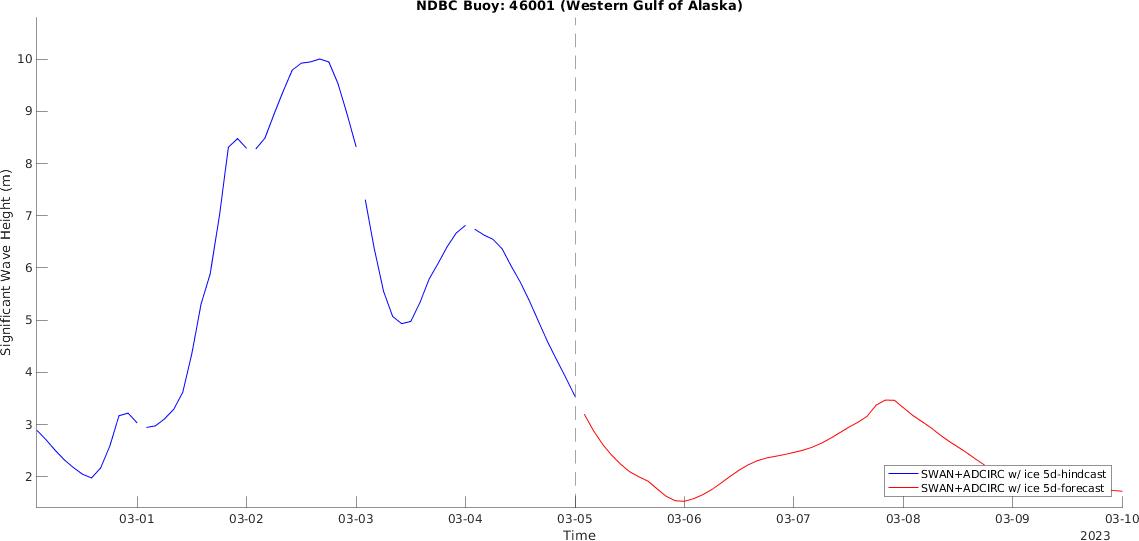 NDBC Buoy: 46001 (Western Gulf of Alaska)
Significant Wave Height (m)
10
9
8
7
6
5
4
3
2
SWAN+ADCIRC w/ ice 5d-hindcast
SWAN+ADCIRC w/ ice 5d-forecast
03-01 03-02 03-03 03-04 03-05 03-06 03-07 03-08 03-09 03-10
Time
2023